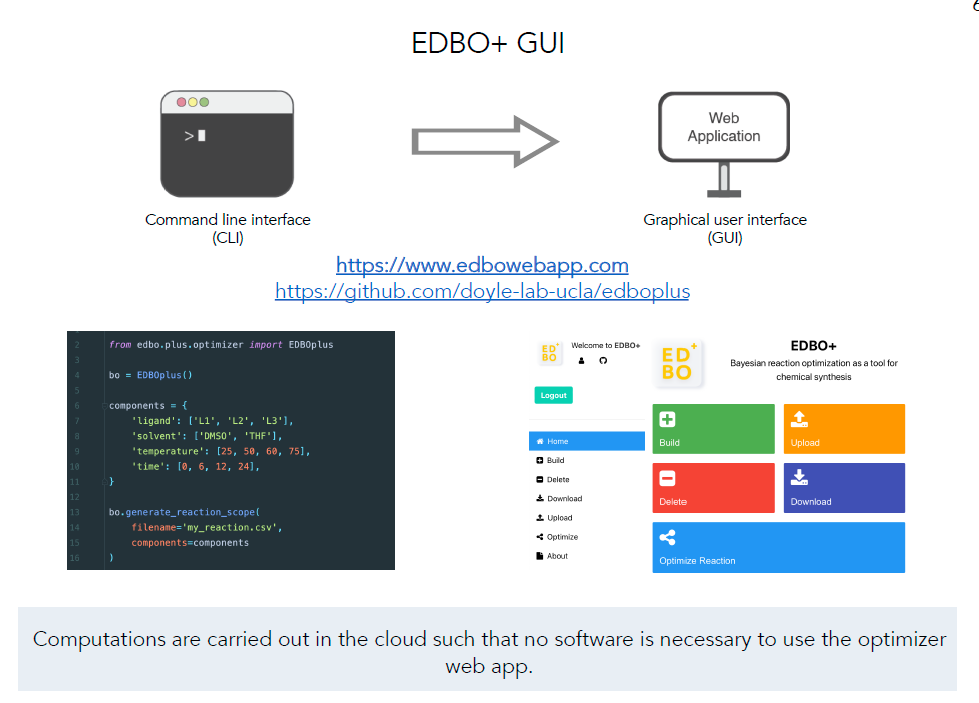 6
EDBO+ GUI
>
Web
Application
Command line interface
(CLI)
Graphical user interface
(GUI)
https://www.edbowebapp.com
https://github.com/doyle-lab-ucla/edboplus
2 from edbo.plus.optimizer import EDBOplus
3
4 bo = EDBOplus()
5
6 components = {
7 'ligand': ['L1', 'L2', 'L3'],
8 'solvent': ['DMSO', 'THF'],
9 'temperature': [25, 50, 60, 75],
10 'time': [0, 6, 12, 24],
11 }
12
13 bo.generate_reaction_scope(
14 filename='my_reaction.csv',
15 components=components
16 )
ED+
BO
Welcome to EDBO+
Logout
Home
Build
Delete
Download
Upload
Optimize
About
ED+
BO
EDBO+
Bayesian reaction optimization as a tool for
chemical synthesis
Build
Upload
Delete
Download
Optimize Reaction
Computations are carried out in the cloud such that no software is necessary to use the optimizer
web app.